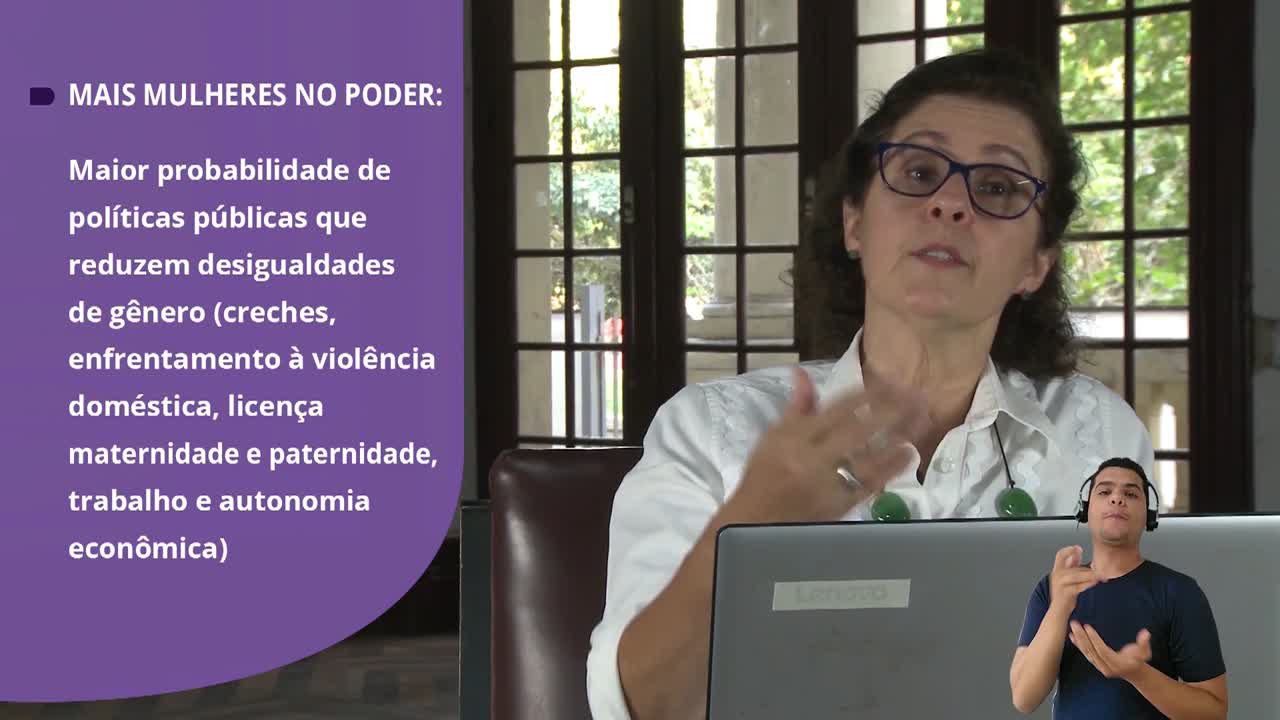 MAIS MULHERES NO PODER:
Maior probabilidade de
políticas públicas que
reduzem desigualdades
de gênero (creches,
enfrentamento à violência
doméstica, licença
maternidade e paternidade,
trabalho e autonomia
econômica)
Lenovo